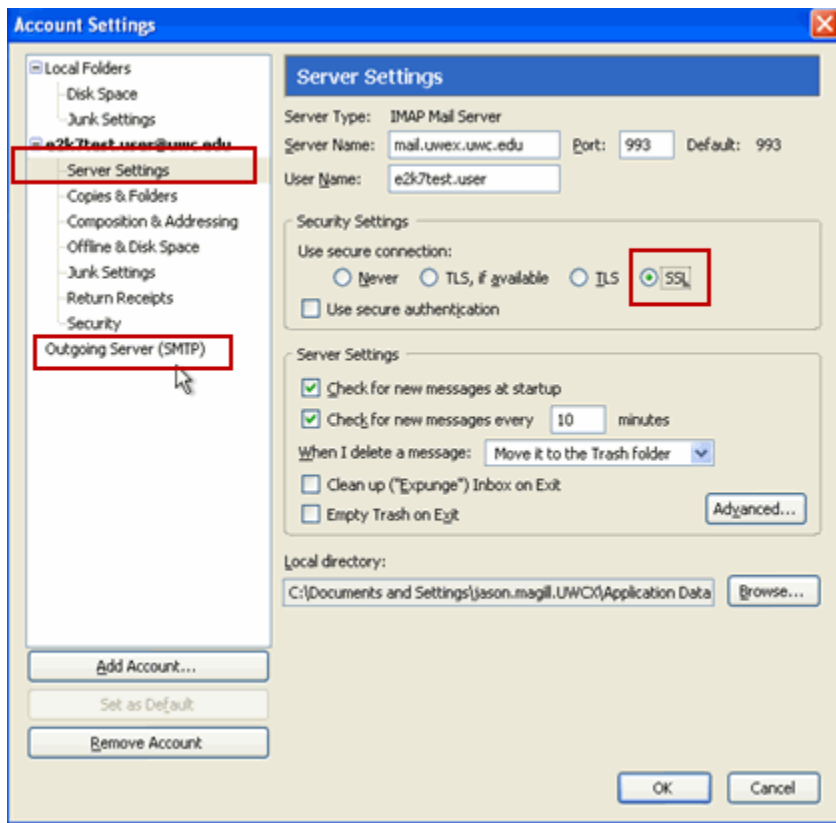 Account Settings
Local Folders
Disk Space
Junk Settings
e2k7test.user@uwc.edu
Server Settings
Copies & Folders
Composition & Addressing
Offline & Disk Space
Junk Settings
Return Receipts
Security
Outgoing Server (SMTP)
Add Account...
Set as Default
Remove Account
Server Settings
Server Type: IMAP Mail Server
Server Name: mail.uwex.uwc.edu Port: 993 Default: 993
User Name: e2k7test.user
Security Settings
Use secure connection:
Never TLS, if available TLS SSL
Use secure authentication
Server Settings
Check for new messages at startup
Check for new messages every 10 minutes
When I delete a message: Move it to the Trash folder
Clean up ("Expunge") Inbox on Exit
Empty Trash on Exit
Advanced...
Local directory:
C:\Documents and Settings\jason.magill.UWCX\Application Data Browse...
OK Cancel